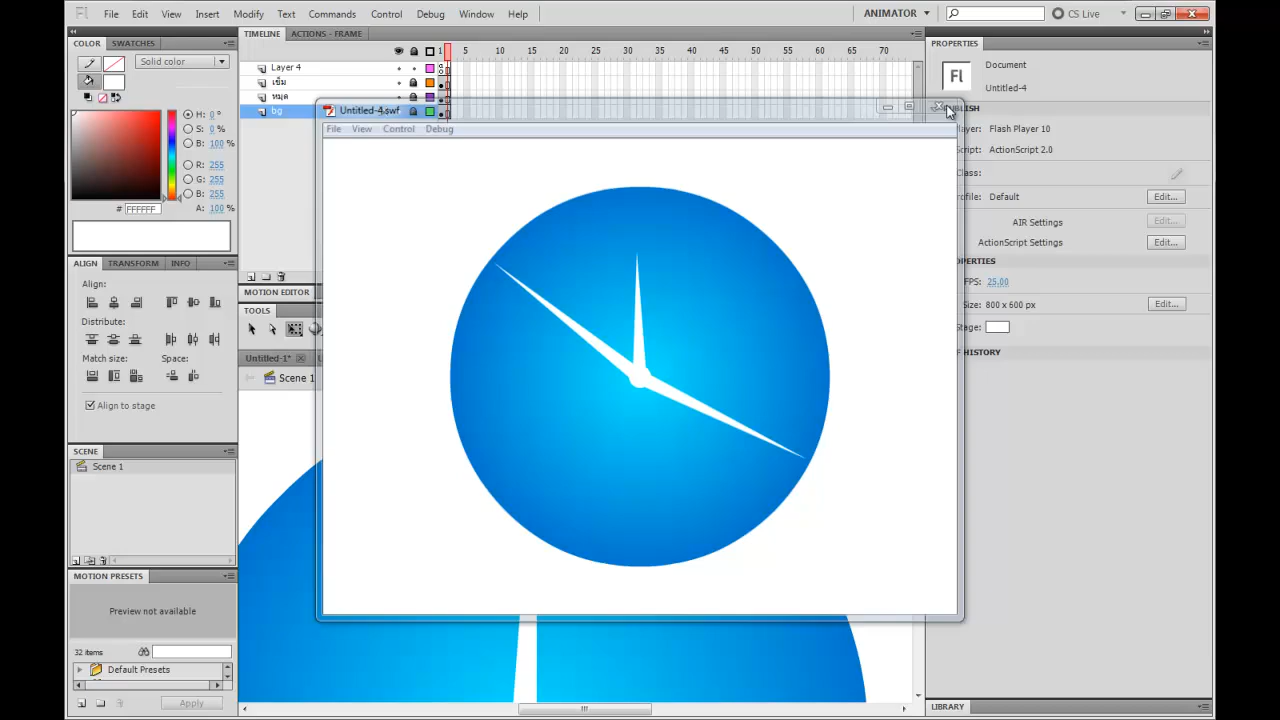 Fl File Edit View Insert Modify Text Commands Control Debug Window Help ANIMATOR CS Live
COLOR SWATCHES
TIMELINE ACTIONS - FRAME
PROPERTIES
1 5 10 15 20 25 30 35 40 45 50 55 60 65 70
Solid color
Layer 4
เข็ม
หมุด
bg
H: 0 °
S: 0 %
B: 100 %
R: 255
G: 255
B: 255
A: 100 %
# FFFFFF
Fl
Document
Untitled-4
Flash Player 10
ActionScript 2.0
Class:
Default Edit...
AIR Settings Edit...
ActionScript Settings Edit...
FPS: 25.00
Size: 800 x 600 px Edit...
Stage:
HISTORY
Untitled-4.swf
File View Control Debug
ALIGN TRANSFORM INFO
Align:
Distribute:
Match size: Space:
Align to stage
MOTION EDITOR
TOOLS
Untitled-1*
Scene 1
SCENE
Scene 1
MOTION PRESETS
Preview not available
32 items
Default Presets
Apply
LIBRARY